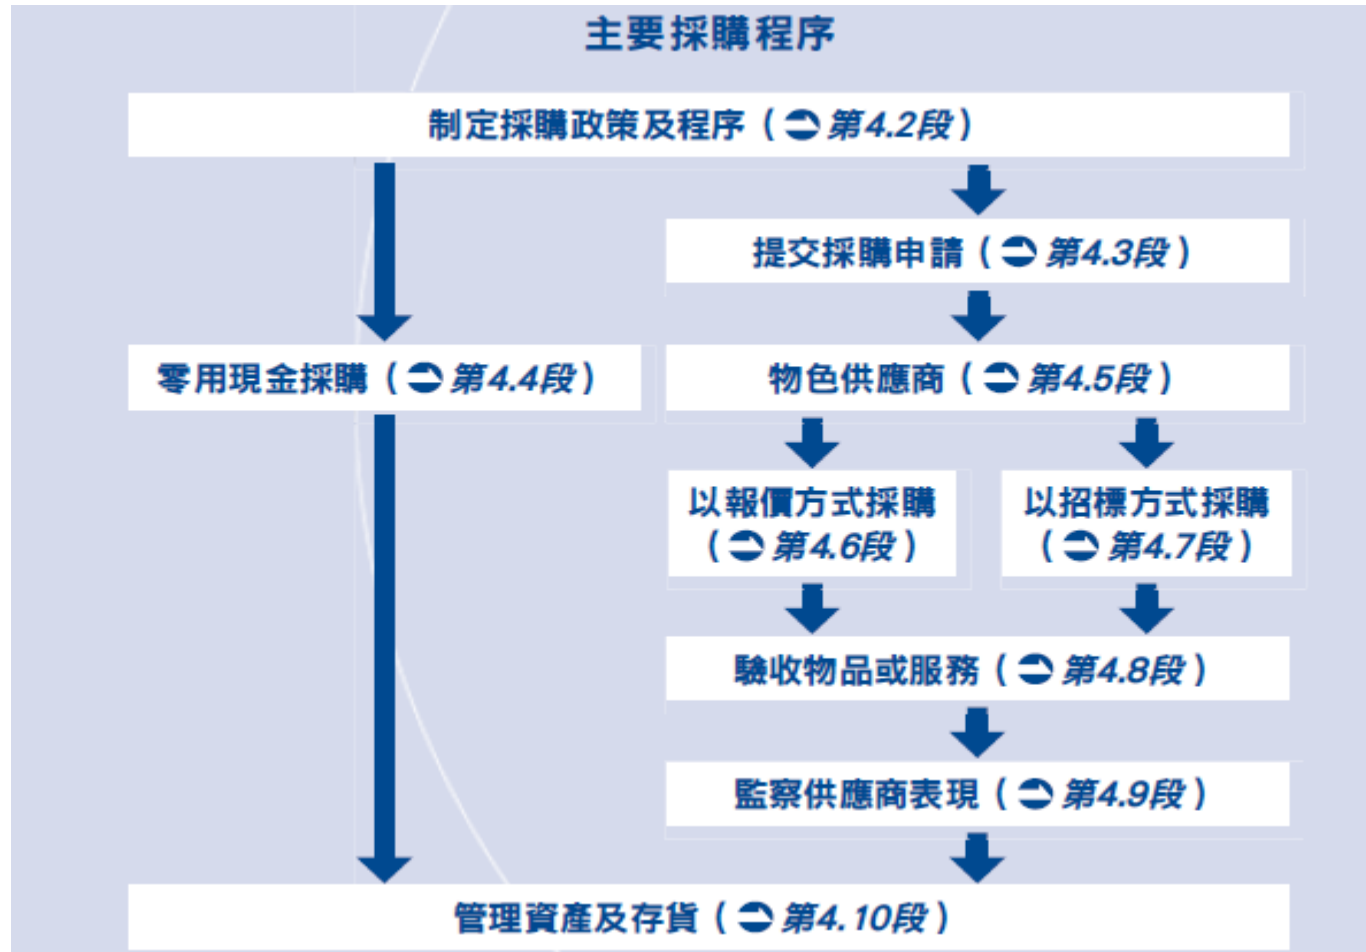 主要採購程序
制定採購政策及程序（➲第4.2段）
提交採購申請（➲第4.3段）
零用現金採購（➲第4.4段）
物色供應商（➲第4.5段）
以報價方式採購
（➲第4.6段）
以招標方式採購
（➲第4.7段）
驗收物品或服務（➲第4.8段）
監察供應商表現（➲第4.9段）
管理資產及存貨（➲第4.10段）